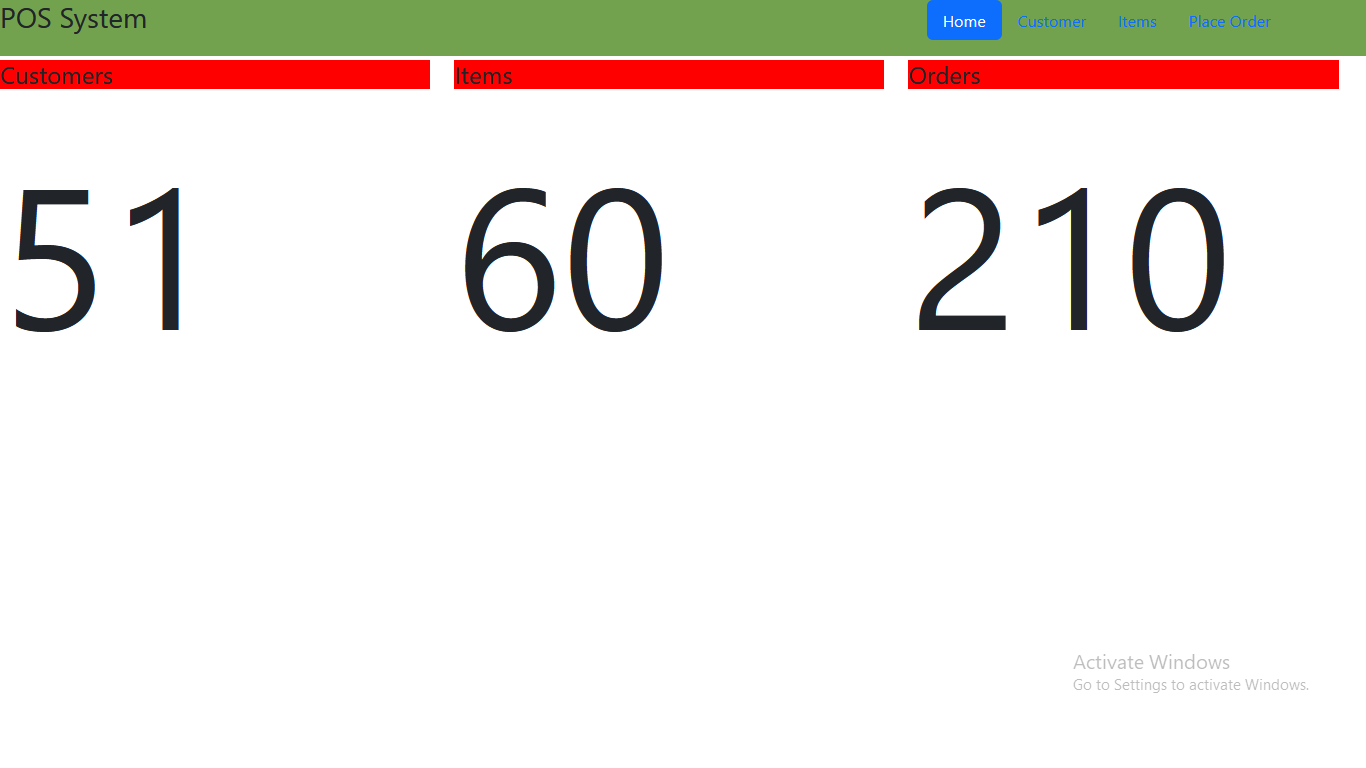 POS System
Home Customer Items Place Order
Customers Items Orders
51 60 210
Activate Windows
Go to Settings to activate Windows.